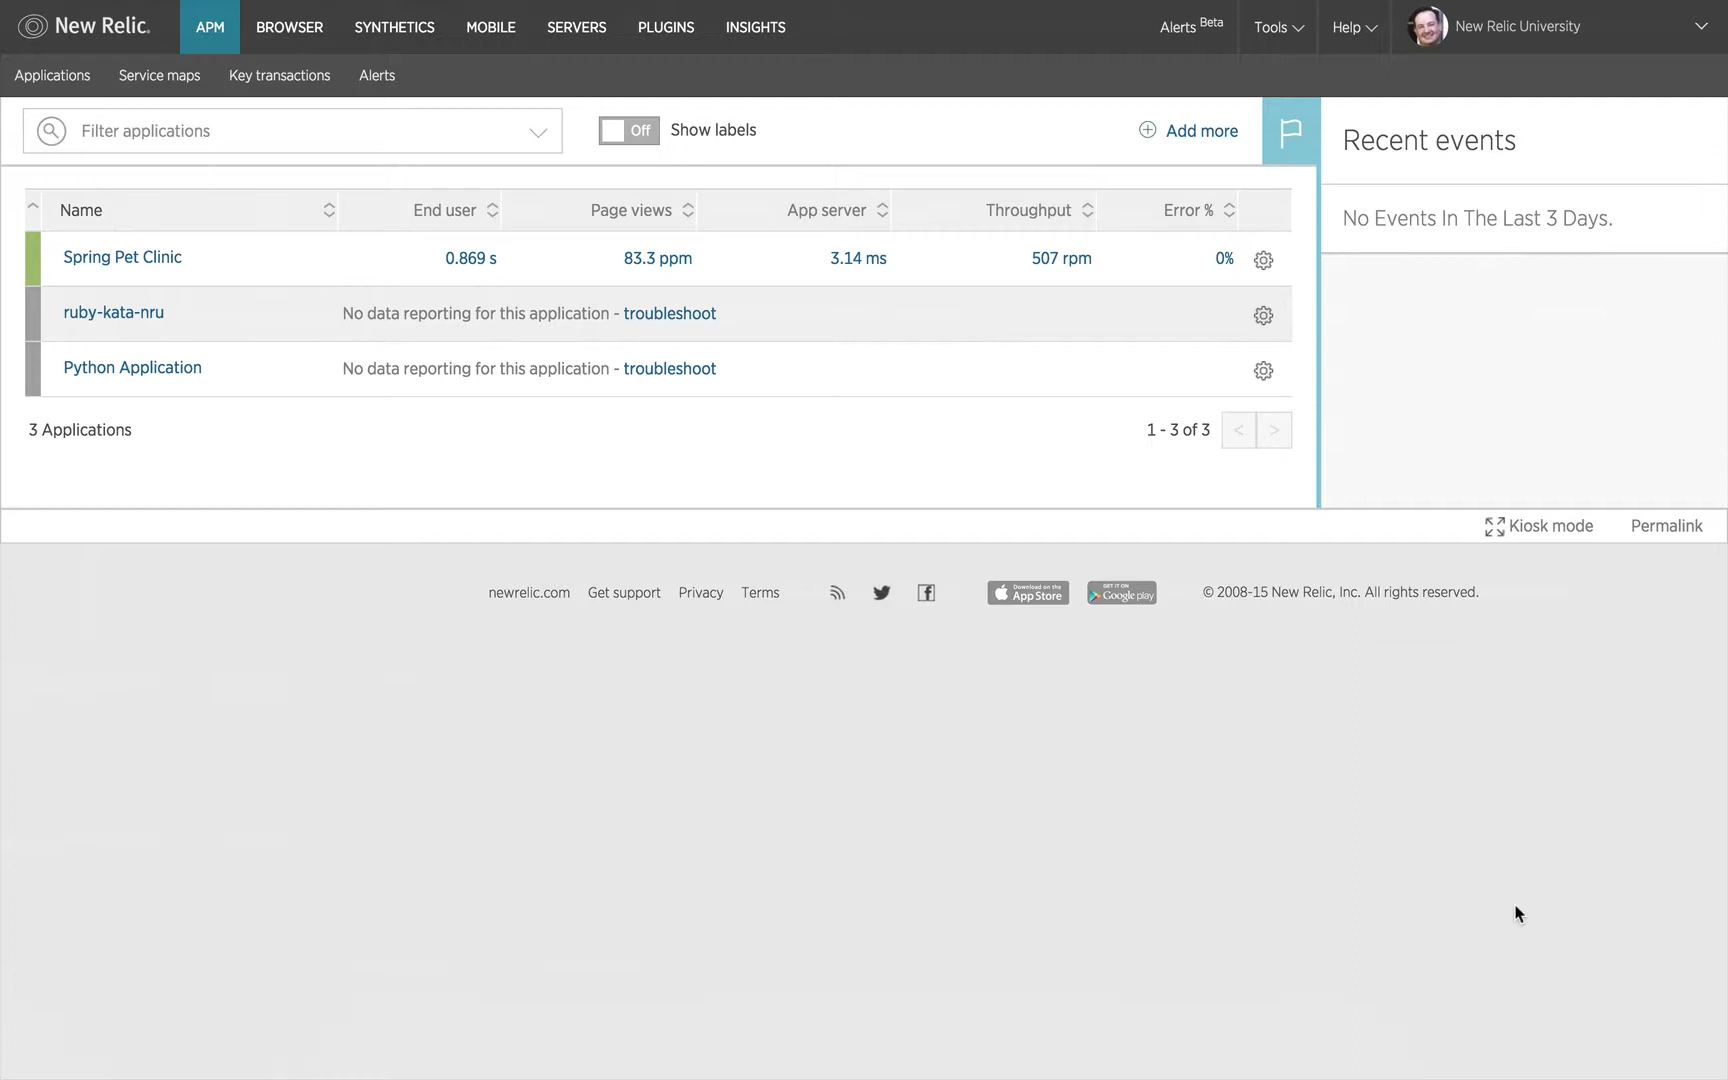 New Relic. APM BROWSER SYNTHETICS MOBILE SERVERS PLUGINS INSIGHTS Alerts Beta Tools Help New Relic University
Applications Service maps Key transactions Alerts
Filter applications Off Show labels Add more Recent events
No Events In The Last 3 Days.
Name End user Page views App server Throughput Error %
Spring Pet Clinic 0.869 s 83.3 ppm 3.14 ms 507 rpm 0%
ruby-kata-nru No data reporting for this application - troubleshoot
Python Application No data reporting for this application - troubleshoot
3 Applications 1 - 3 of 3 < >
Kiosk mode Permalink
newrelic.com Get support Privacy Terms Download on the App Store GET IT ON Google play © 2008-15 New Relic, Inc. All rights reserved.